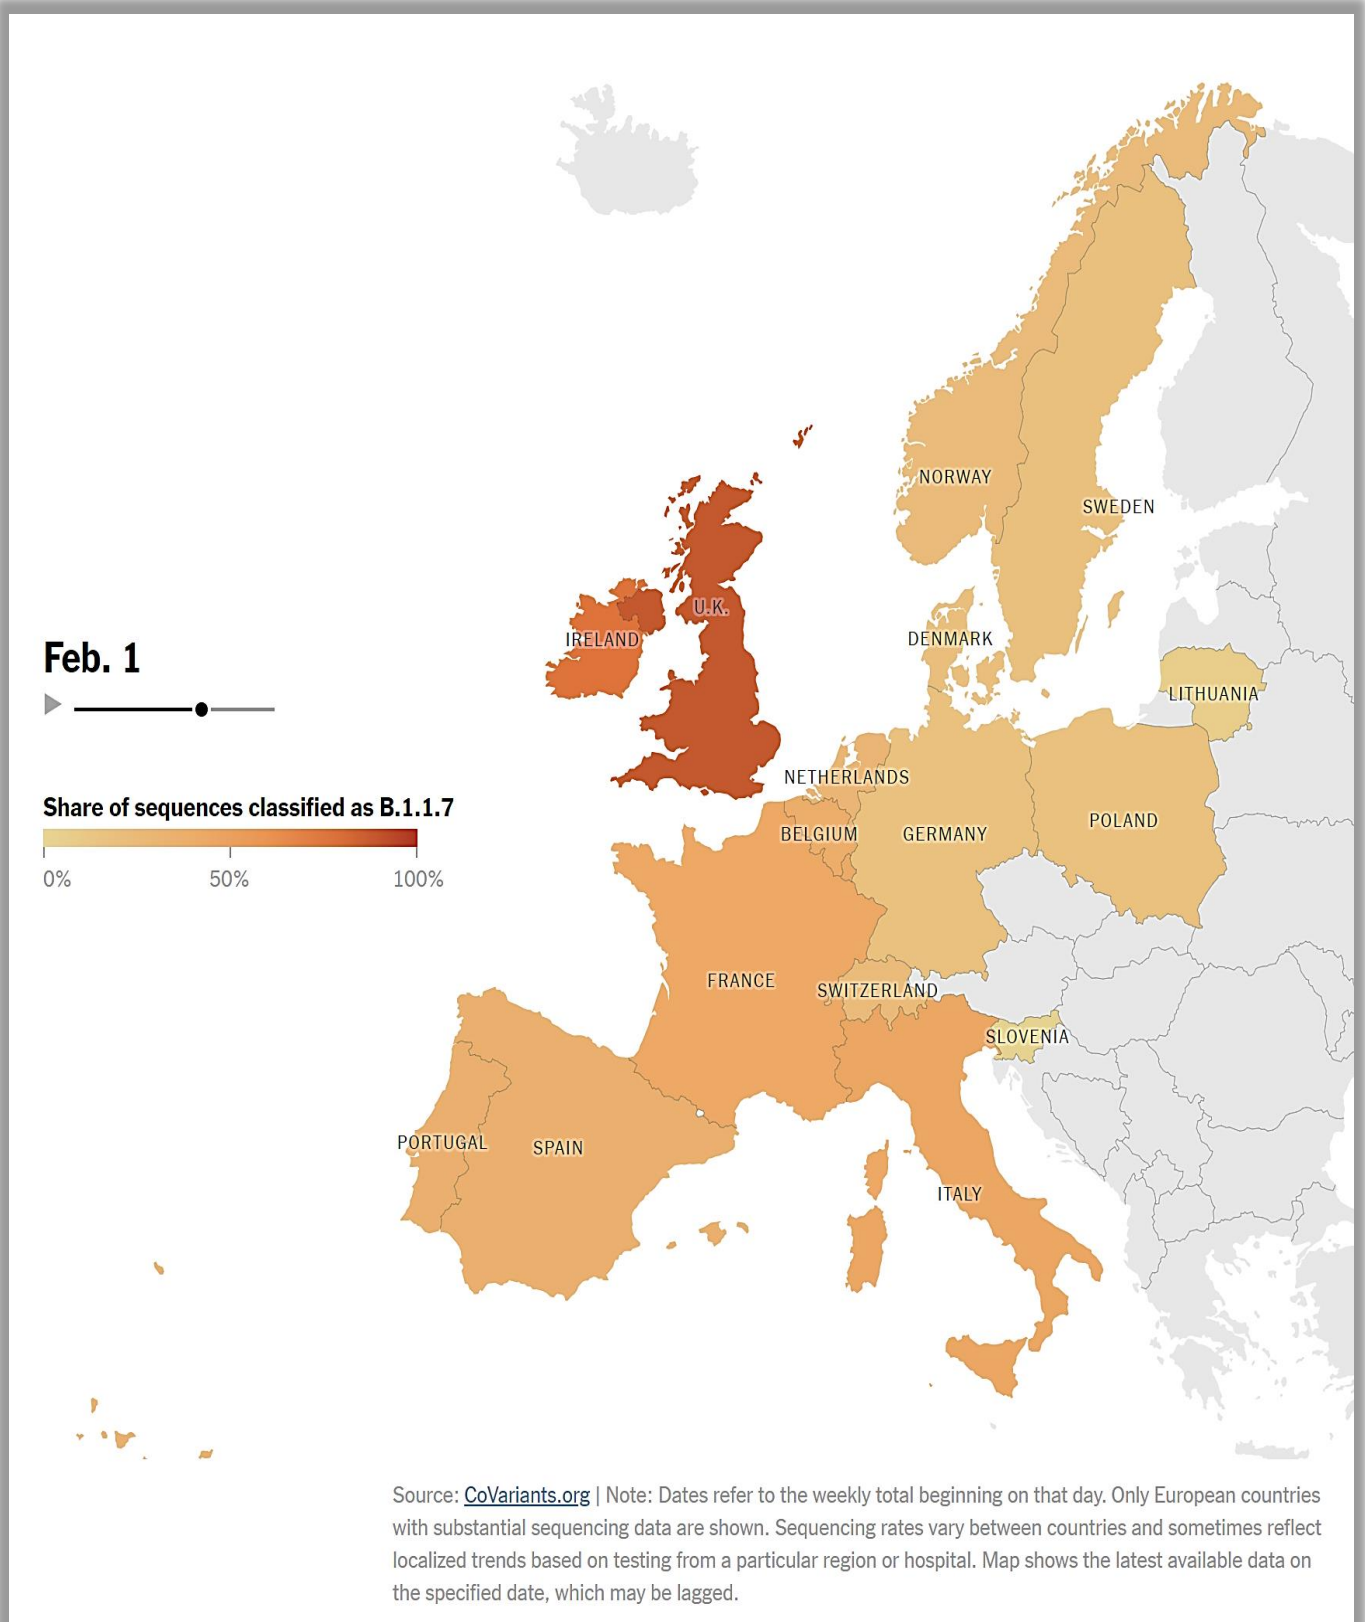 NORWAY
SWEDEN
U.K.
IRELAND
DENMARK
Feb. 1
LITHUANIA
NETHERLANDS
Share of sequences classified as B.1.1.7
0% 50% 100%
BELGIUM
GERMANY
POLAND
FRANCE
SWITZERLAND
SLOVENIA
PORTUGAL
SPAIN
ITALY
Source: CoVariants.org | Note: Dates refer to the weekly total beginning on that day. Only European countries
with substantial sequencing data are shown. Sequencing rates vary between countries and sometimes reflect
localized trends based on testing from a particular region or hospital. Map shows the latest available data on
the specified date, which may be lagged.